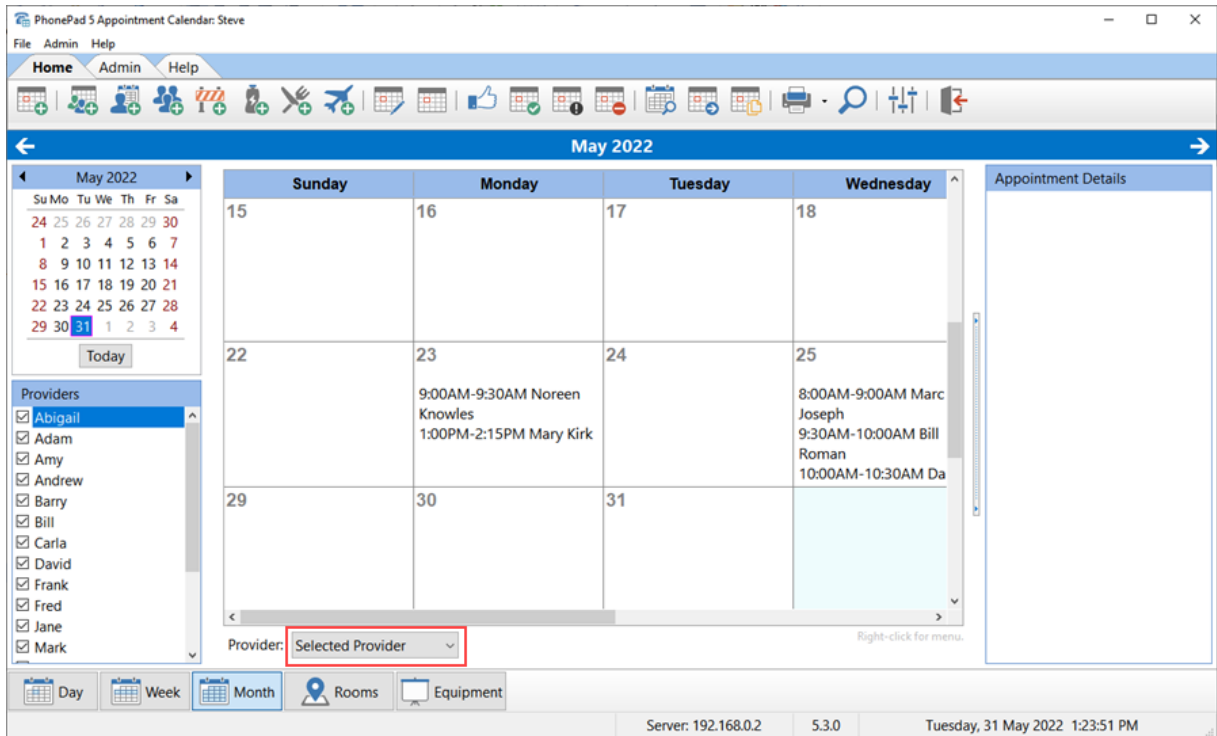 PhonePad 5 Appointment Calendar: Steve
File Admin Help
Home Admin Help
May 2022
May 2022
Su Mo Tu We Th Fr Sa
24 25 26 27 28 29 30
1 2 3 4 5 6 7
8 9 10 11 12 13 14
15 16 17 18 19 20 21
22 23 24 25 26 27 28
29 30 31 1 2 3 4
Today
Providers
Abigail
Adam
Amy
Andrew
Barry
Bill
Carla
David
Frank
Fred
Jane
Mark
Sunday Monday Tuesday Wednesday
15 16 17 18
22 23 24 25
9:00AM-9:30AM Noreen
Knowles
1:00PM-2:15PM Mary Kirk
8:00AM-9:00AM Marc
Joseph
9:30AM-10:00AM Bill
Roman
10:00AM-10:30AM Da
29 30 31
Provider: Selected Provider
Right-click for menu.
Appointment Details
Day Week Month Rooms Equipment
Server: 192.168.0.2 5.3.0 Tuesday, 31 May 2022 1:23:51 PM